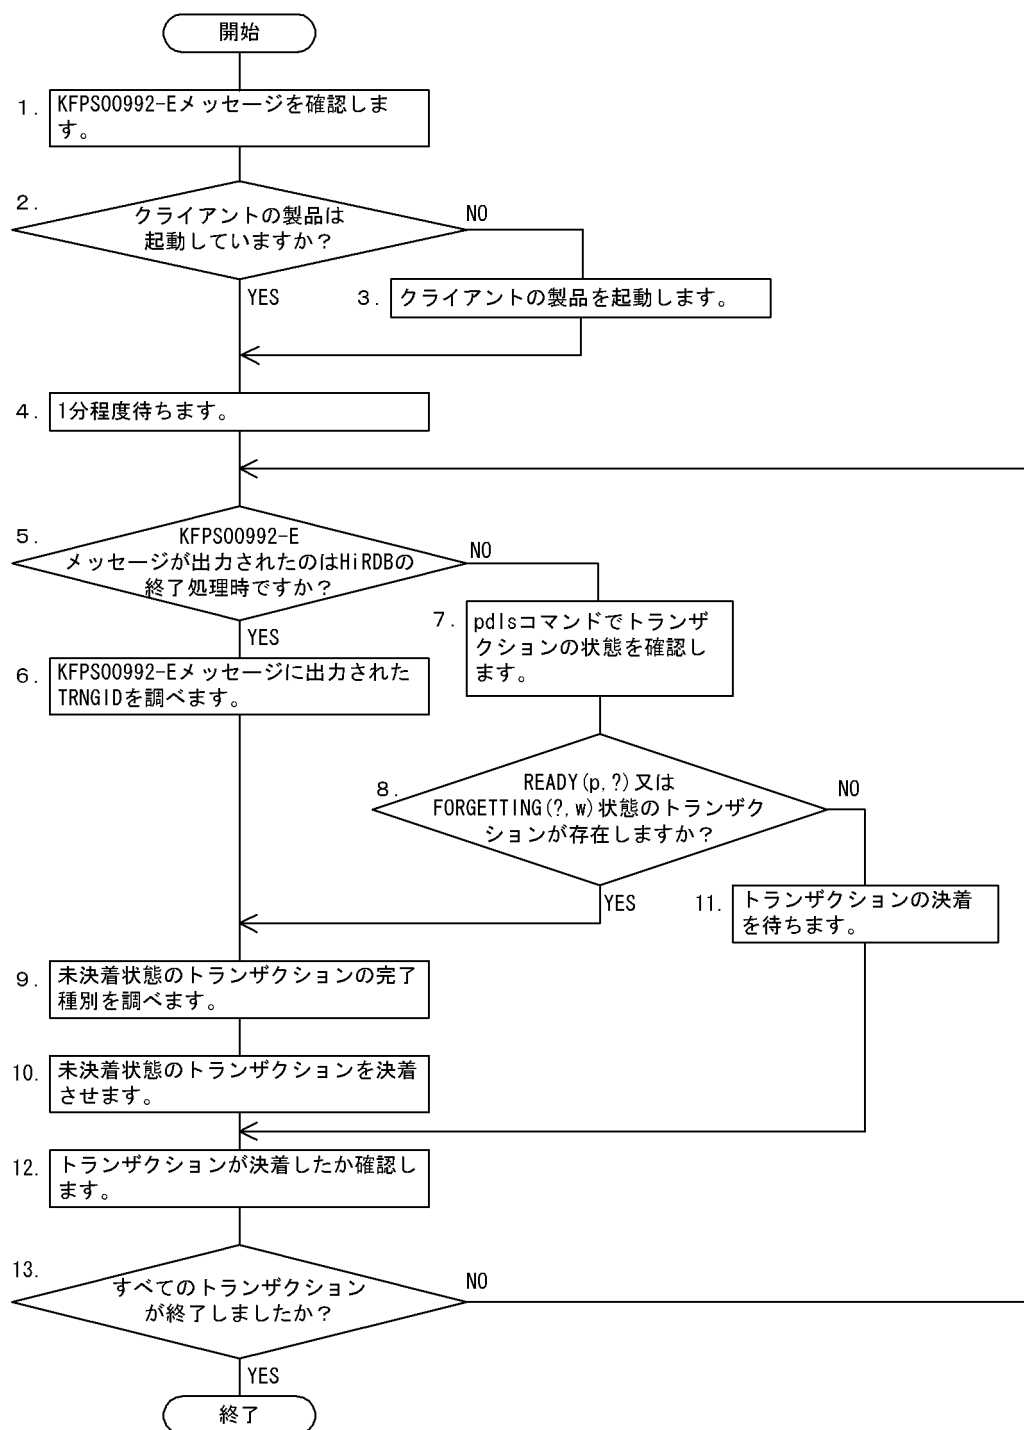 開始
1.
KFPS00992-Eメッセージを確認しま
す。
2.
クライアントの製品は
起動していますか？
NO
YES
3.
クライアントの製品を起動します。
4.
1分程度待ちます。
5.
KFPS00992-E
メッセージが出力されたのはHiRDBの
終了処理時ですか？
NO
YES
6.
KFPS00992-Eメッセージに出力された
TRNGIDを調べます。
7.
pdlsコマンドでトランザ
クションの状態を確認し
ます。
8.
READY(p,?)又は
FORGETTING(?,w)状態のトランザク
ションが存在しますか？
NO
YES
11.
トランザクションの決着
を待ちます。
9.
未決着状態のトランザクションの完了
種別を調べます。
10.
未決着状態のトランザクションを決着
させます。
12.
トランザクションが決着したか確認し
ます。
13.
すべてのトランザクション
が終了しましたか？
NO
YES
終了